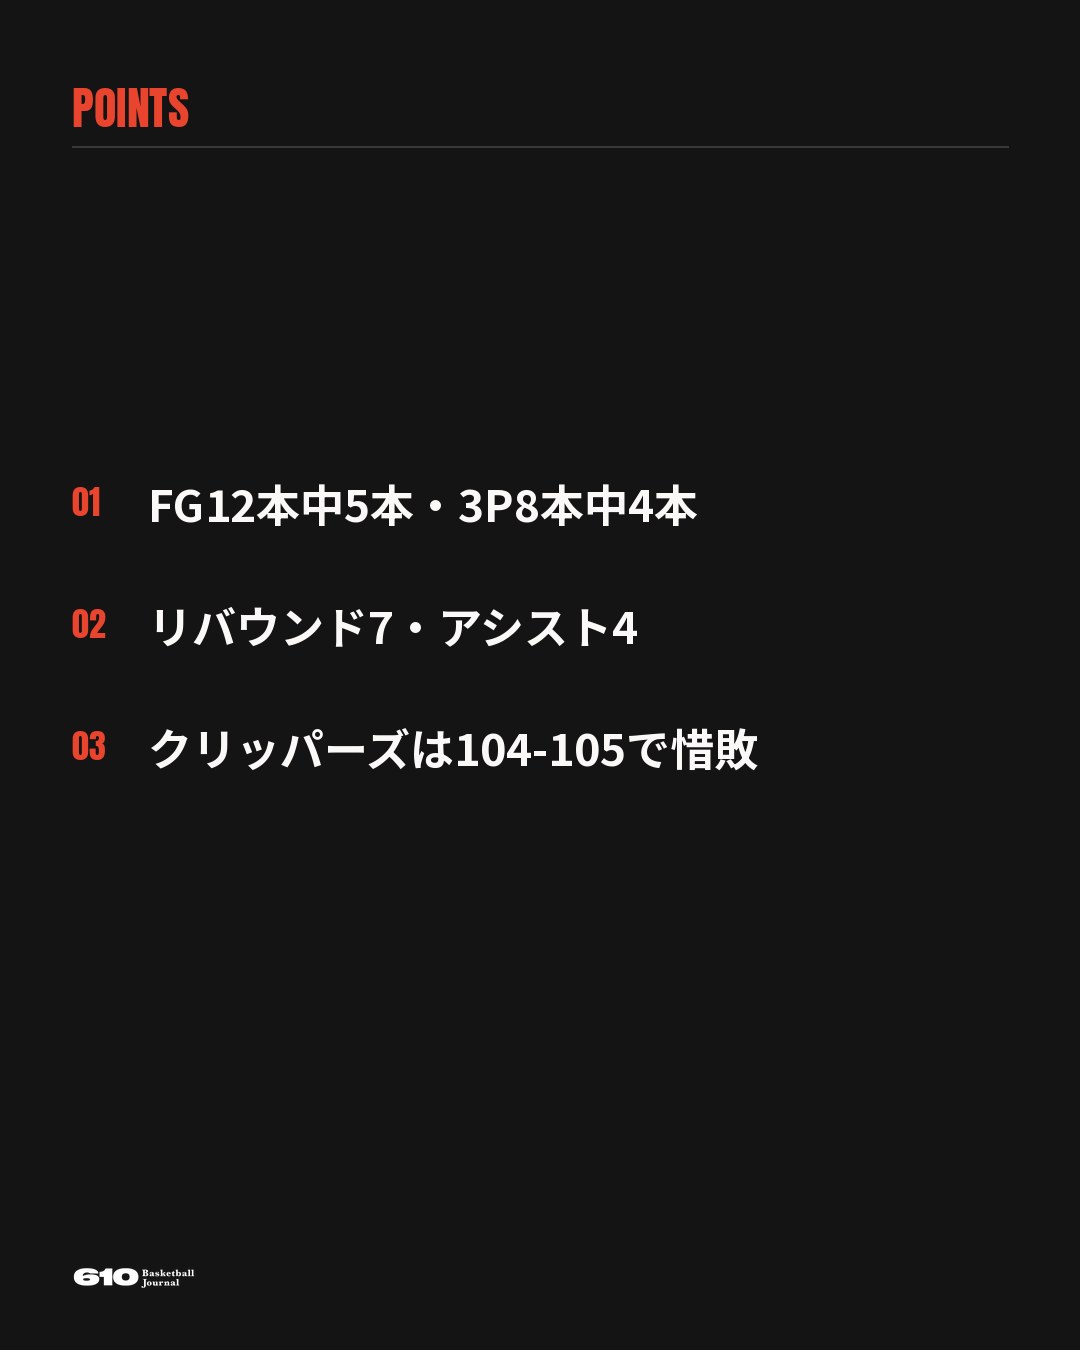 POINTS
01 FG12本中5本・3P8本中4本
02 リバウンド7・アシスト4
03 クリッパーズは104-105で惜敗
610 Basketball
Journal